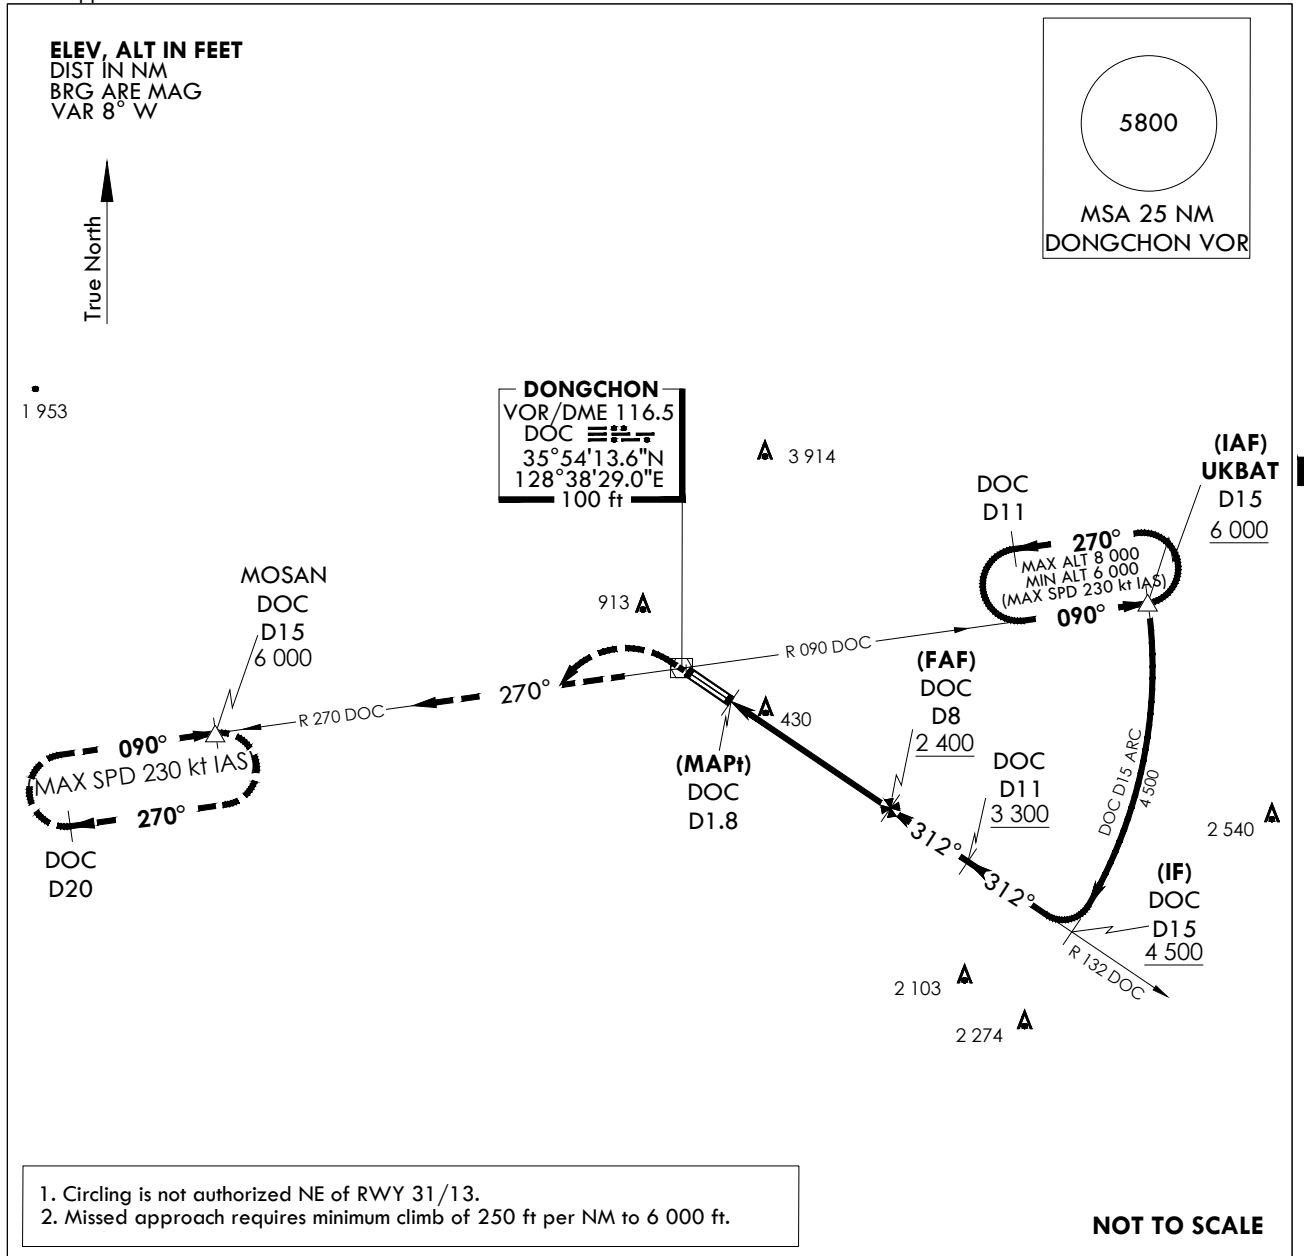 ELEV, ALT IN FEET
DIST IN NM
BRG ARE MAG
VAR 8° W
True North
5800
MSA 25 NM
DONGCHON VOR
1 953
DONGCHON
VOR/DME 116.5
DOC
35°54'13.6"N
128°38'29.0"E
100 ft
3 914
(IAF)
UKBAT
D15
6 000
DOC
D11
270°
MAX ALT 8 000
MIN ALT 6 000
(MAX SPD 230 kt IAS)
090°
MOSAN
DOC
D15
6 000
913
R 090 DOC
270°
R 270 DOC
090°
MAX SPD 230 kt IAS
270°
DOC
D20
430
(MAPt)
DOC
D1.8
(FAF)
DOC
D8
2 400
DOC
D11
3 300
312°
312°
DOC D15 ARC
4 500
2 540
(IF)
DOC
D15
4 500
R 132 DOC
2 103
2 274
1. Circling is not authorized NE of RWY 31/13.
2. Missed approach requires minimum climb of 250 ft per NM to 6 000 ft.
NOT TO SCALE